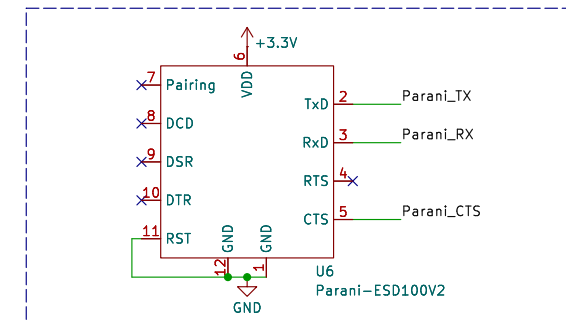 +3.3V
6
VDD
7 Pairing
TxD 2 Parani_TX
8 DCD
RxD 3 Parani_RX
9 DSR
RTS 4
10 DTR
CTS 5 Parani_CTS
11 RST
GND
GND
12
1
U6
Parani-ESD100V2
GND